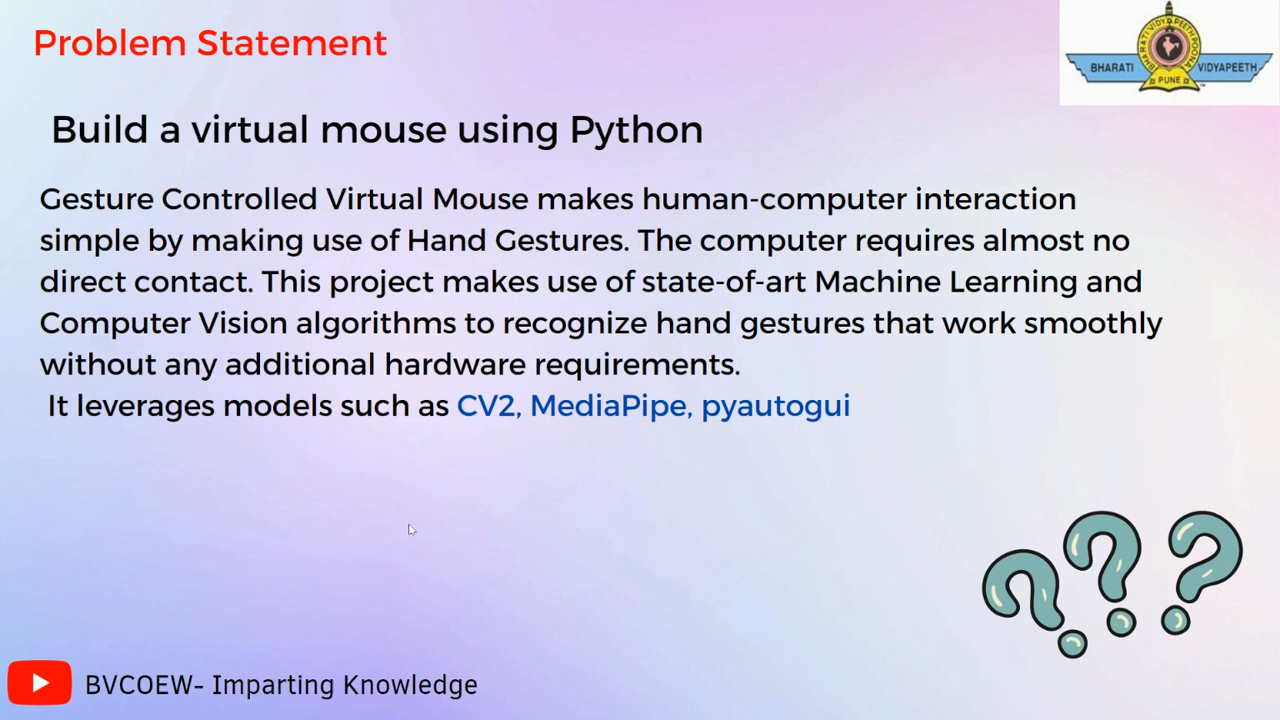 Problem Statement
BHARATI VIDYAPEETH POONA
BHARATI
VIDYAPEETH
PUNE
Build a virtual mouse using Python
Gesture Controlled Virtual Mouse makes human-computer interaction
simple by making use of Hand Gestures. The computer requires almost no
direct contact. This project makes use of state-of-art Machine Learning and
Computer Vision algorithms to recognize hand gestures that work smoothly
without any additional hardware requirements.
It leverages models such as CV2, MediaPipe, pyautogui
???
BVCOEW- Imparting Knowledge